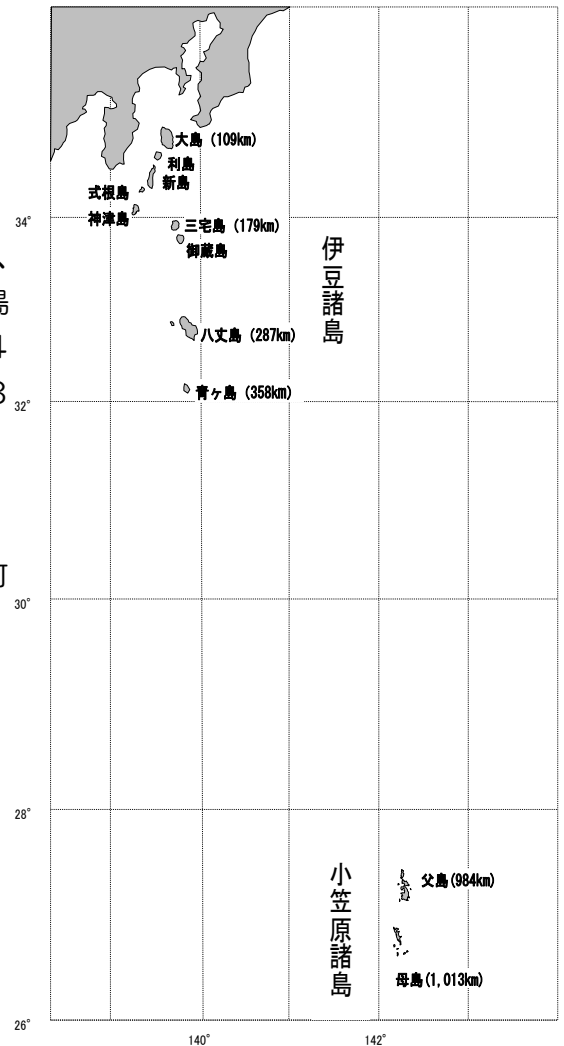 大島 (109km)
利島
新島
式根島
神津島
34°
三宅島 (179km)
御蔵島
伊豆諸島
八丈島 (287km)
32°
青ヶ島 (358km)
30°
28°
小笠原諸島
父島(984km)
母島(1,013km)
26°
140°
142°